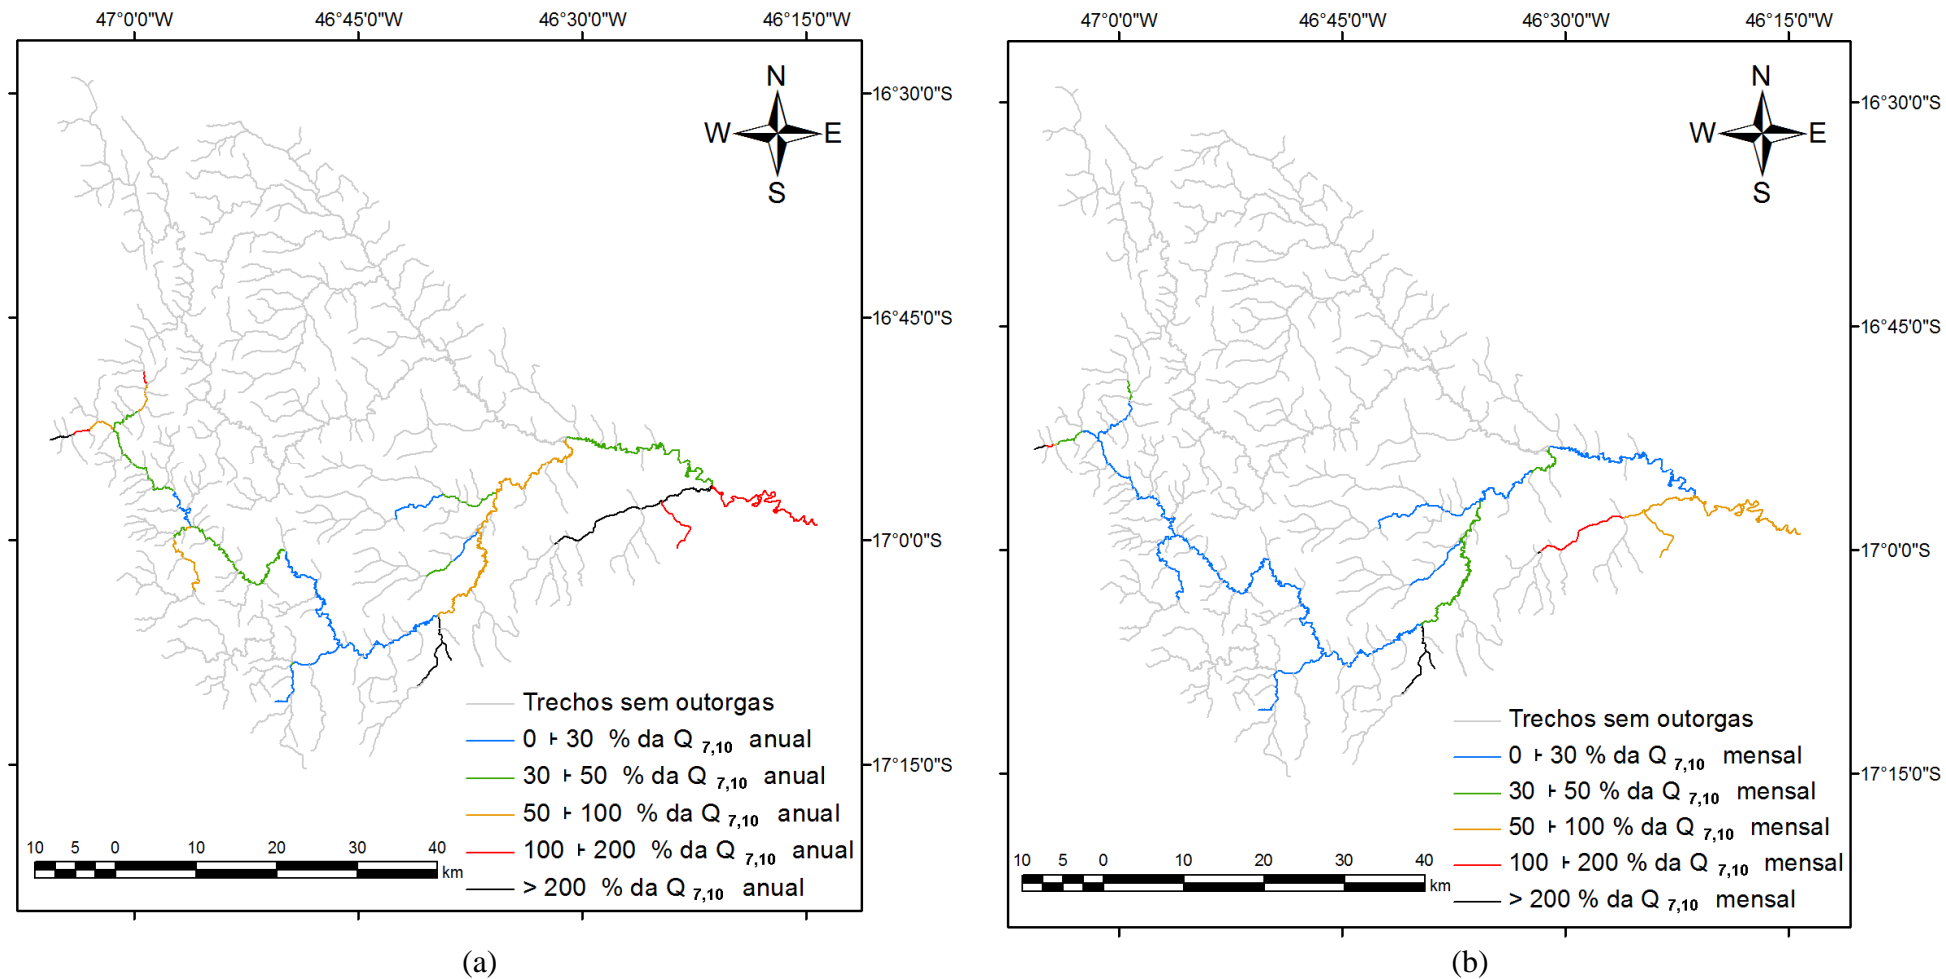 47°0'0"W 46°45'0"W 46°30'0"W 46°15'0"W
N
W E
S
16°30'0"S
16°45'0"S
17°0'0"S
17°15'0"S
Trechos sem outorgas
0 ⊦ 30 % da Q 7,10 anual
30 ⊦ 50 % da Q 7,10 anual
50 ⊦ 100 % da Q 7,10 anual
100 ⊦ 200 % da Q 7,10 anual
> 200 % da Q 7,10 anual
10 5 0 10 20 30 40
km
(a)
47°0'0"W 46°45'0"W 46°30'0"W 46°15'0"W
N
W E
S
16°30'0"S
16°45'0"S
17°0'0"S
17°15'0"S
Trechos sem outorgas
0 ⊦ 30 % da Q 7,10 mensal
30 ⊦ 50 % da Q 7,10 mensal
50 ⊦ 100 % da Q 7,10 mensal
100 ⊦ 200 % da Q 7,10 mensal
> 200 % da Q 7,10 mensal
10 5 0 10 20 30 40
km
(b)